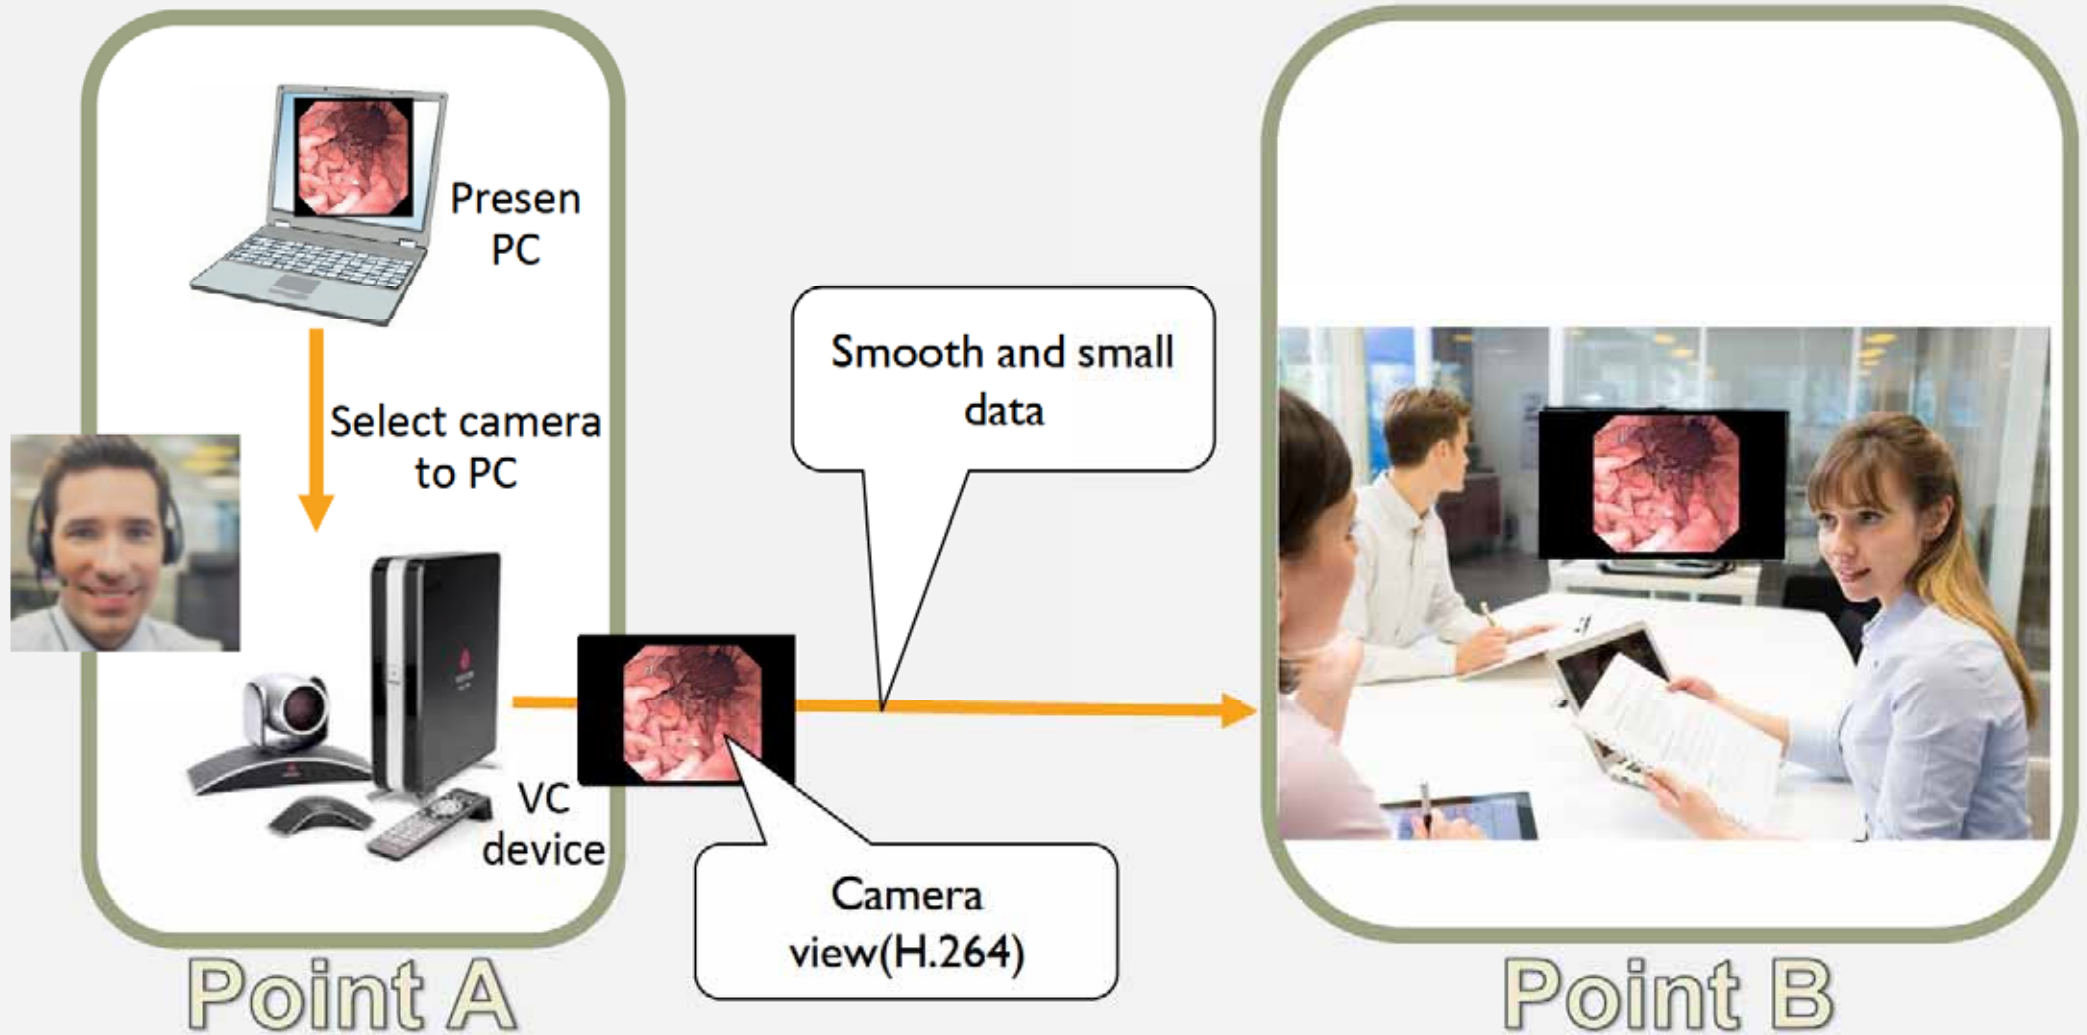 Presen
PC
Select camera
to PC
VC
device
Smooth and small
data
Camera
view(H.264)
Point A
Point B